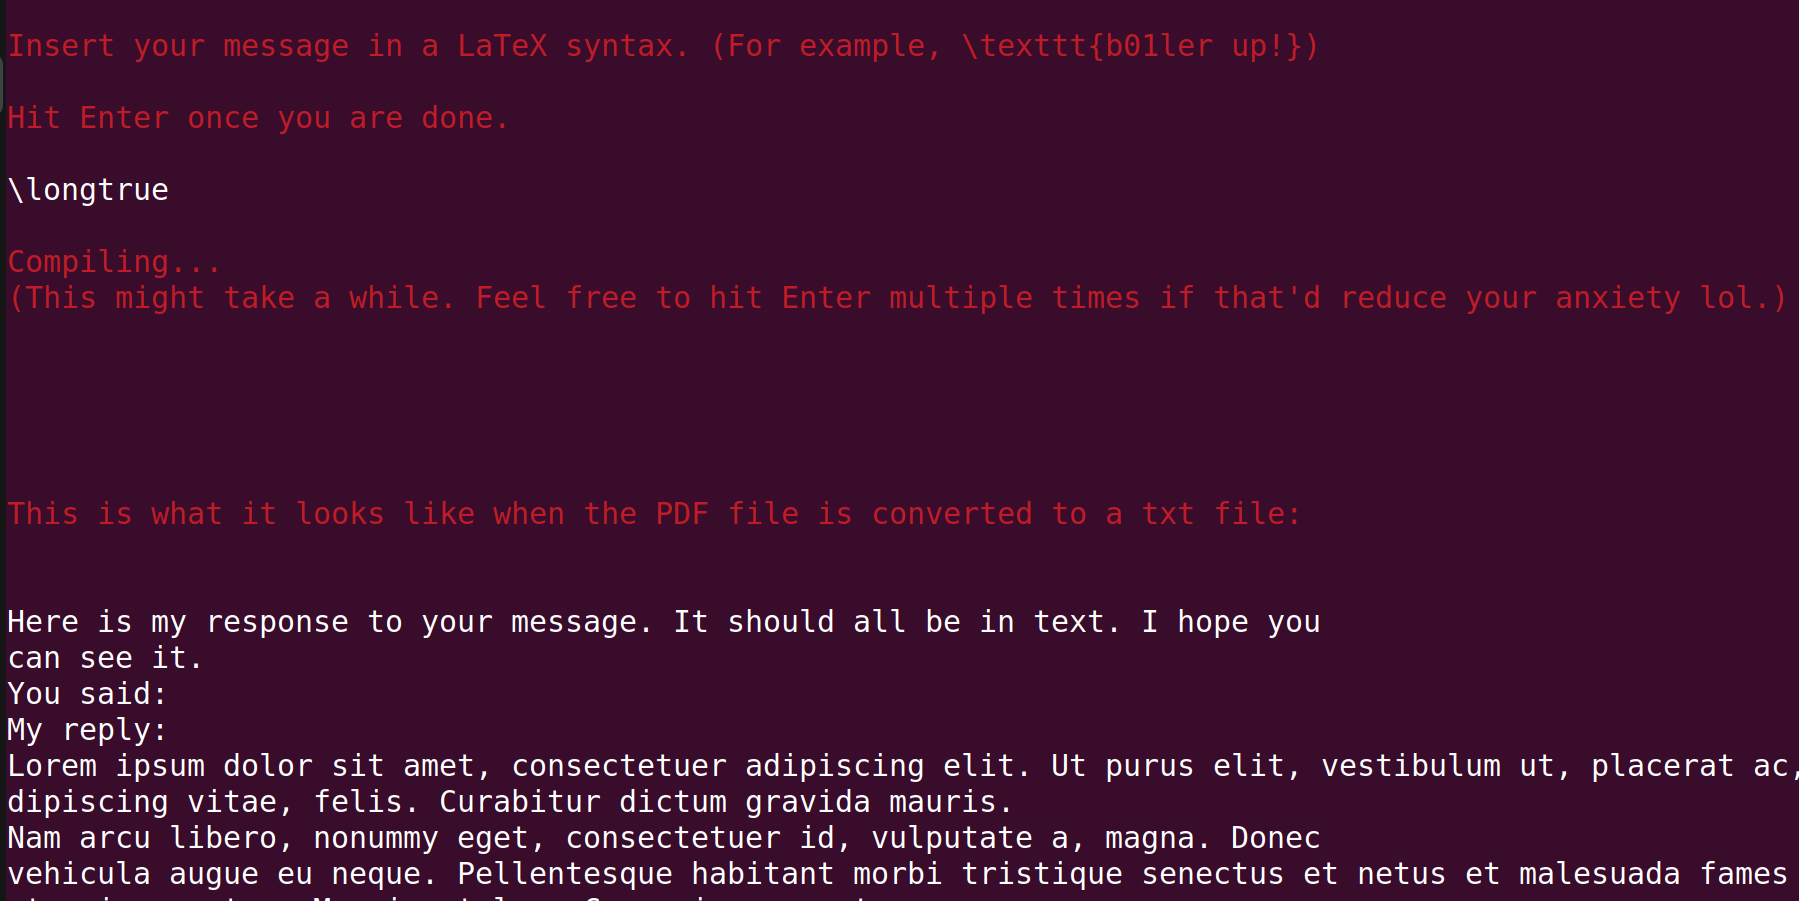 Insert your message in a LaTeX syntax. (For example, \texttt{b01ler up!})
Hit Enter once you are done.
\longtrue
Compiling...
(This might take a while. Feel free to hit Enter multiple times if that'd reduce your anxiety lol.)
This is what it looks like when the PDF file is converted to a txt file:
Here is my response to your message. It should all be in text. I hope you
can see it.
You said:
My reply:
Lorem ipsum dolor sit amet, consectetuer adipiscing elit. Ut purus elit, vestibulum ut, placerat ac,
dipiscing vitae, felis. Curabitur dictum gravida mauris.
Nam arcu libero, nonummy eget, consectetuer id, vulputate a, magna. Donec
vehicula augue eu neque. Pellentesque habitant morbi tristique senectus et netus et malesuada fames